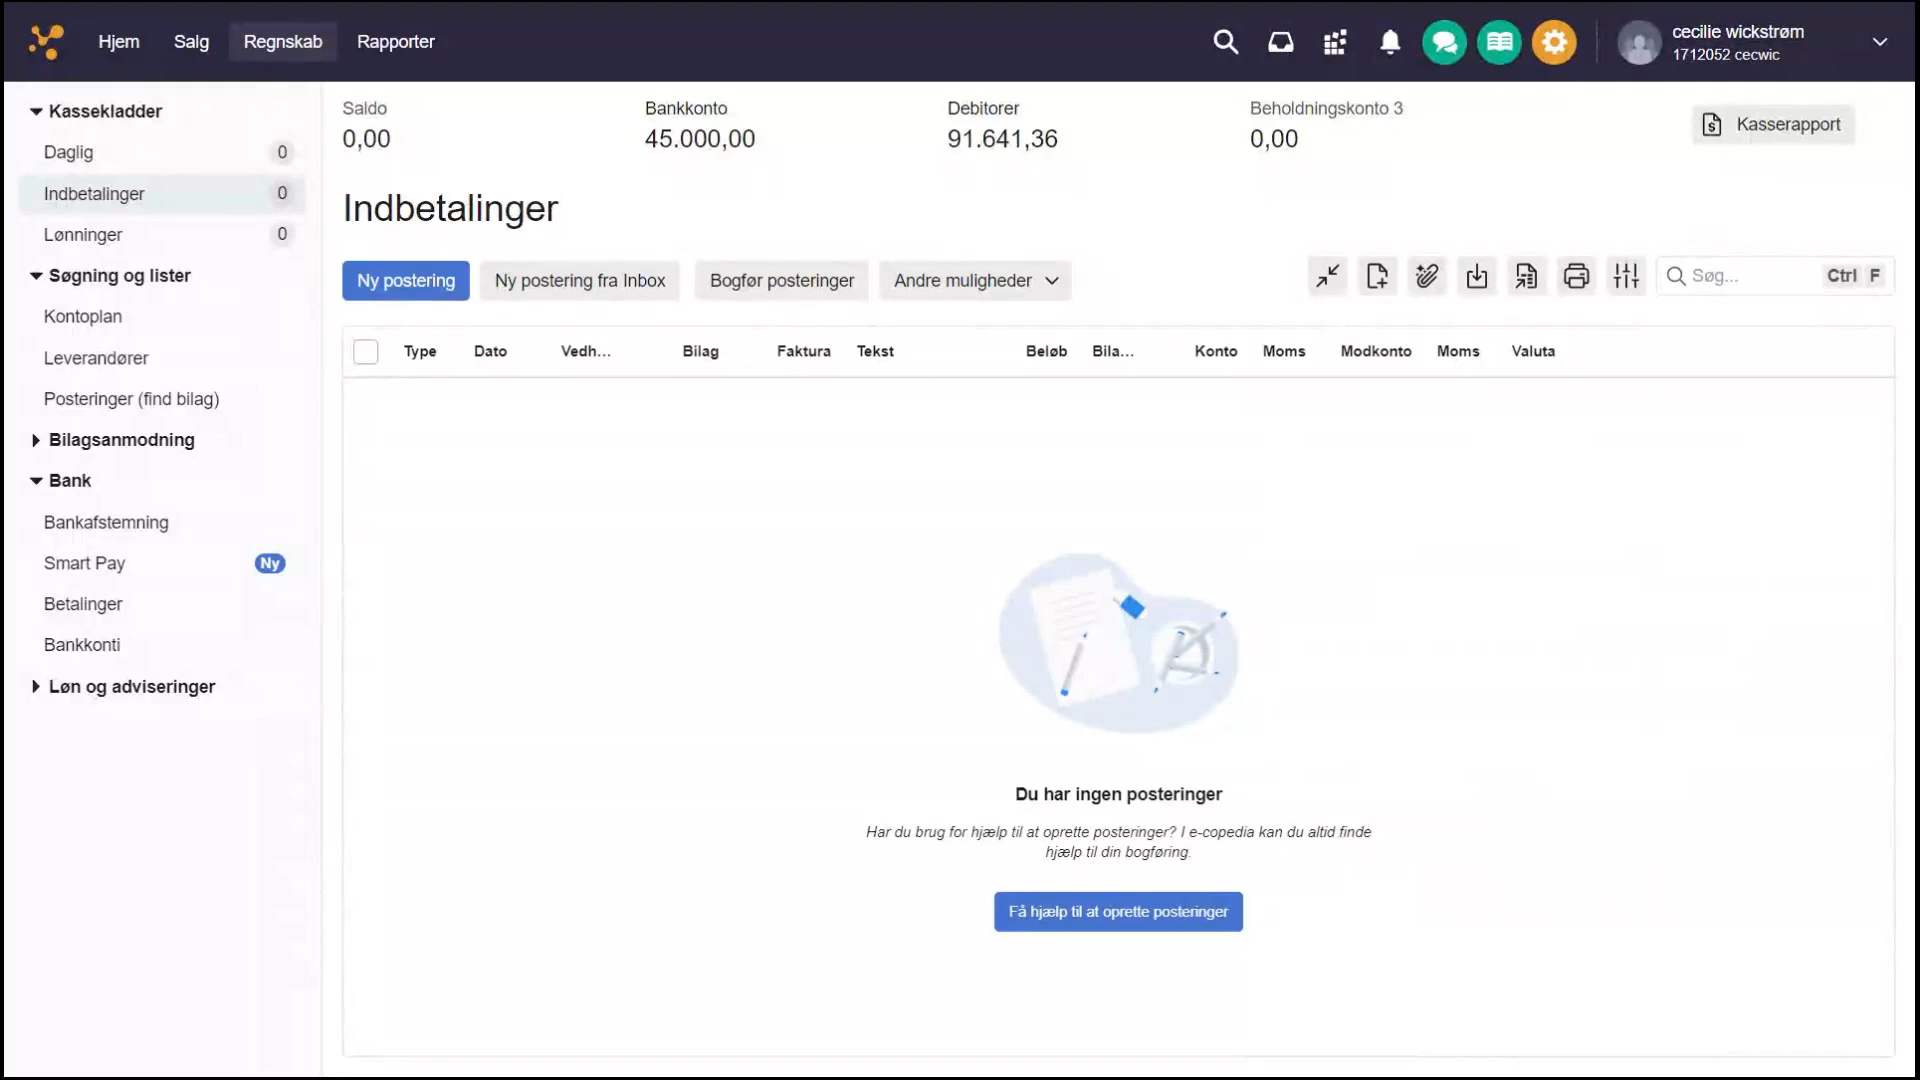 Hjem Salg Regnskab Rapporter
cecilie wickstrøm
1712052 cecwic
Kassekladder
Daglig 0
Indbetalinger 0
Lønninger 0
Søgning og lister
Kontoplan
Leverandører
Posteringer (find bilag)
Bilagsanmodning
Bank
Bankafstemning
Smart Pay Ny
Betalinger
Bankkonti
Løn og adviseringer
Saldo Bankkonto Debitorer Beholdningskonto 3
0,00 45.000,00 91.641,36 0,00
Kasserapport
Indbetalinger
Ny postering Ny postering fra Inbox Bogfør posteringer Andre muligheder Søg... Ctrl F
Type Dato Vedh... Bilag Faktura Tekst Beløb Bila... Konto Moms Modkonto Moms Valuta
Du har ingen posteringer
Har du brug for hjælp til at oprette posteringer? I e-copedia kan du altid finde
hjælp til din bogføring.
Få hjælp til at oprette posteringer